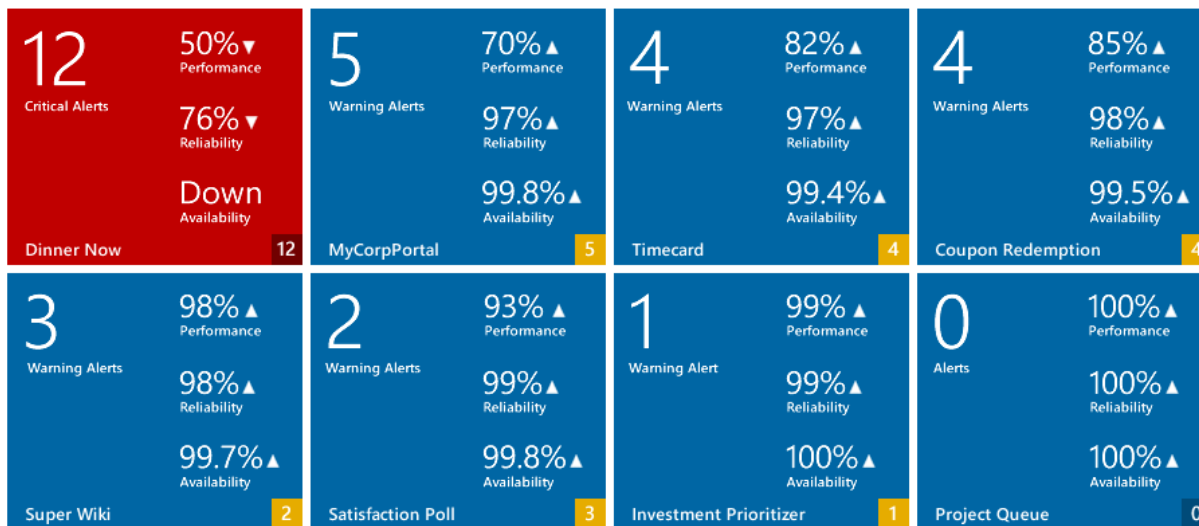 12
Critical Alerts
50% ▼
Performance
76% ▼
Reliability
Down
Availability
Dinner Now
12
5
Warning Alerts
70% ▲
Performance
97% ▲
Reliability
99.8% ▲
Availability
MyCorpPortal
5
4
Warning Alerts
82% ▲
Performance
97% ▲
Reliability
99.4% ▲
Availability
Timecard
4
4
Warning Alerts
85% ▲
Performance
98% ▲
Reliability
99.5% ▲
Availability
Coupon Redemption
4
3
Warning Alerts
98% ▲
Performance
98% ▲
Reliability
99.7% ▲
Availability
Super Wiki
2
2
Warning Alerts
93% ▲
Performance
99% ▲
Reliability
99.8% ▲
Availability
Satisfaction Poll
3
1
Warning Alert
99% ▲
Performance
99% ▲
Reliability
100% ▲
Availability
Investment Prioritizer
1
0
Alerts
100% ▲
Performance
100% ▲
Reliability
100% ▲
Availability
Project Queue
0